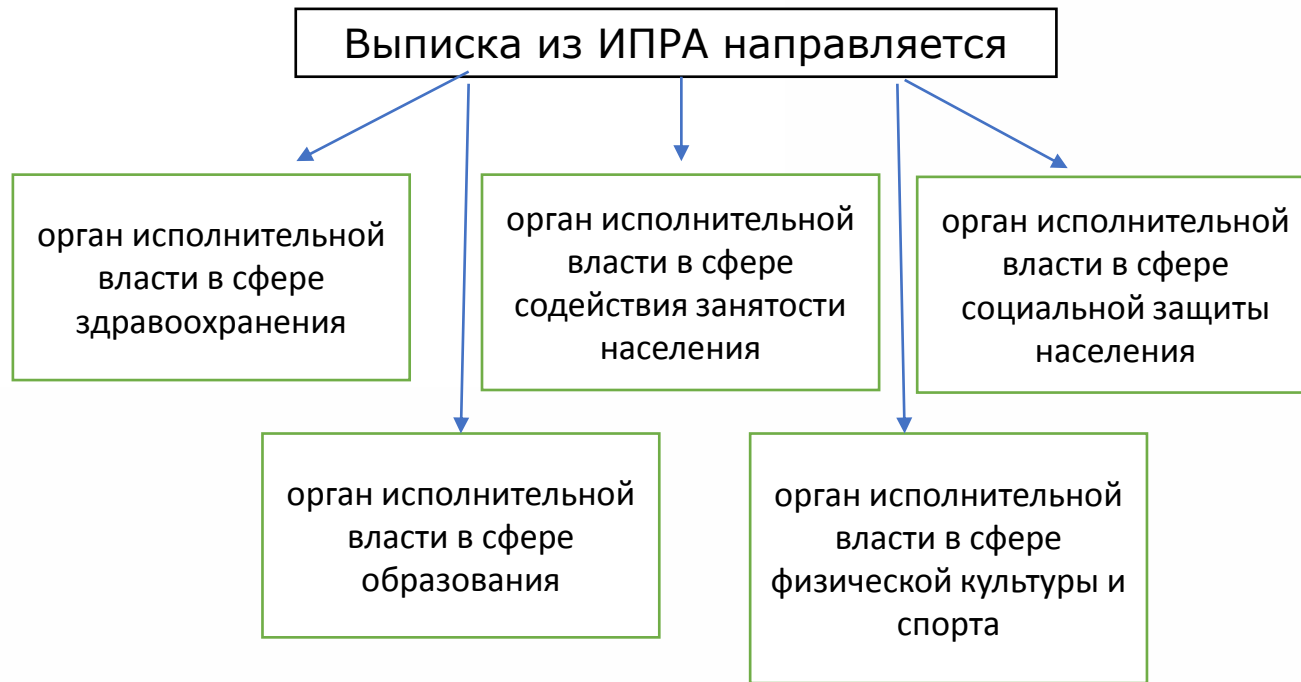 Выписка из ИПРА направляется
орган исполнительной
власти в сфере
здравоохранения
орган исполнительной
власти в сфере
содействия занятости
населения
орган исполнительной
власти в сфере
социальной защиты
населения
орган исполнительной
власти в сфере
образования
орган исполнительной
власти в сфере
физической культуры и
спорта